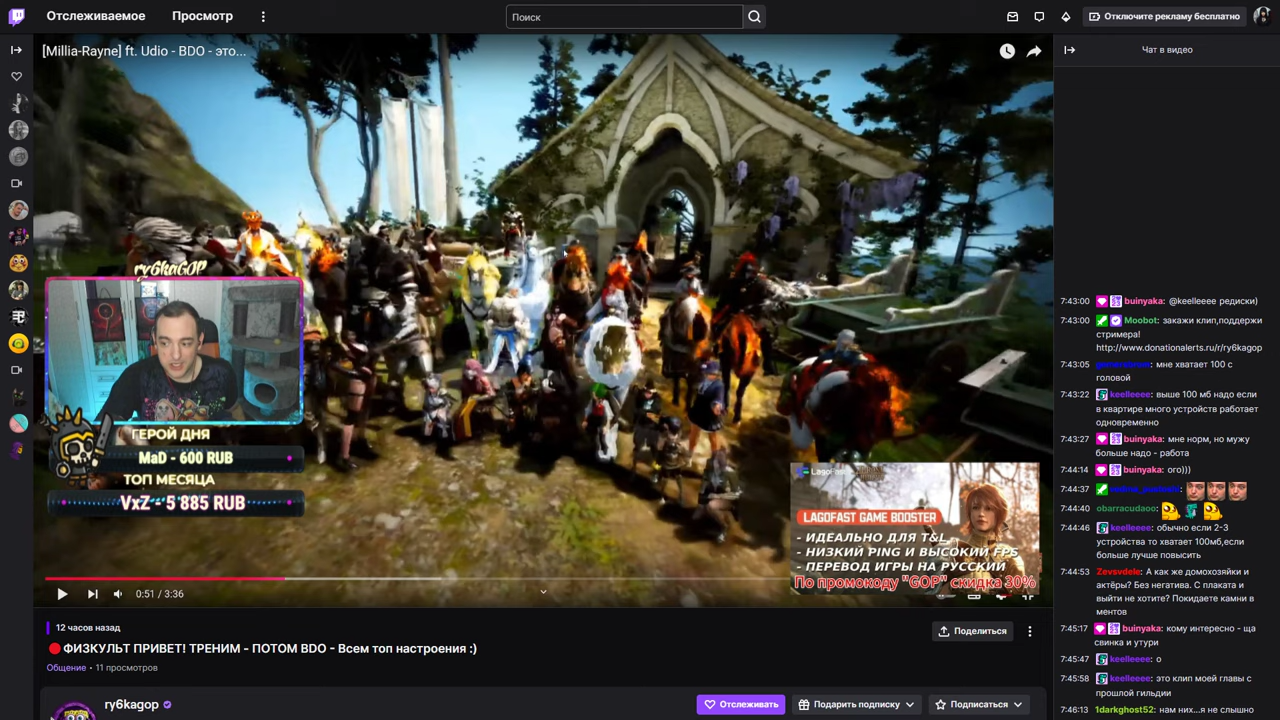 Отслеживаемое
Просмотр
Поиск
Отключите рекламу бесплатно
[Millia-Rayne] ft. Udio - BDO - это...
Чат в видео
ry6kaGOP
ГЕРОЙ ДНЯ
MaD - 600 RUB
ТОП МЕСЯЦА
VxZ - 5 885 RUB
LagoFast
LAGOFAST GAME BOOSTER
- ИДЕАЛЬНО ДЛЯ T&L
- НИЗКИЙ PING И ВЫСОКИЙ FPS
- ПЕРЕВОД ИГРЫ НА РУССКИЙ
По промокоду "GOP" скидка 30%
0:51 / 3:36
12 часов назад
Поделиться
ФИЗКУЛЬТ ПРИВЕТ! ТРЕНИМ - ПОТОМ BDO - Всем топ настроения :)
Общение • 11 просмотров
ry6kagop
Отслеживать
Подарить подписку
Подписаться
7:43:00 buinyaka: @keelleeee редиски)
7:43:00 Moobot: закажи клип,поддержи
стримера!
http://www.donationalerts.ru/r/ry6kagop
7:43:05 мне хватает 100 с
головой
7:43:22 keelleeee: выше 100 мб надо если
в квартире много устройств работает
одновременно
7:43:27 buinyaka: мне норм, но мужу
больше надо - работа
7:44:14 buinyaka: ого)))
7:44:37
7:44:40 obarracudaoo:
7:44:46 keelleeee: обычно если 2-3
устройства то хватает 100мб,если
больше лучше повысить
7:44:53 Zevsvdele: А как же домохозяйки и
актёры? Без негатива. С плаката и
выйти не хотите? Покидаете камни в
ментов
7:45:17 buinyaka: кому интересно - ща
свинка и утури
7:45:47 keelleeee: о
7:45:58 keelleeee: это клип моей главы с
прошлой гильдии
7:46:13 1darkghost52: нам них...я не слышно